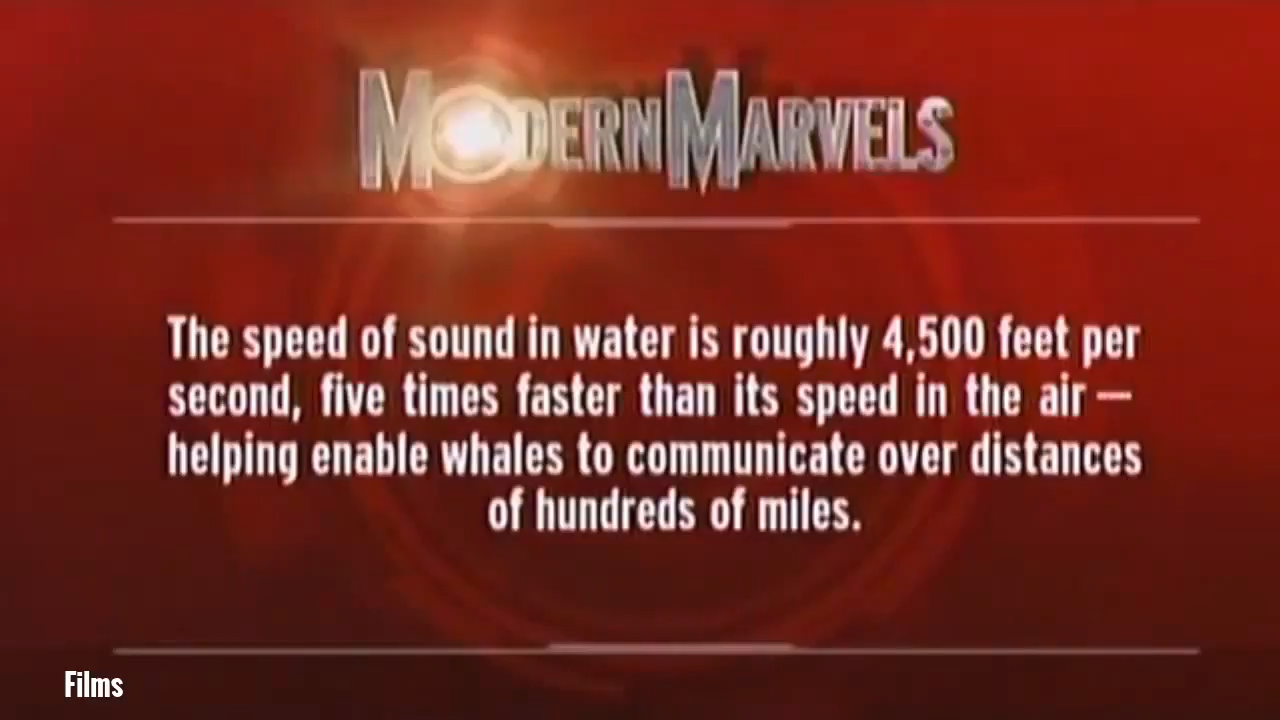 MODERN MARVELS
The speed of sound in water is roughly 4,500 feet per
second, five times faster than its speed in the air —
helping enable whales to communicate over distances
of hundreds of miles.
Films